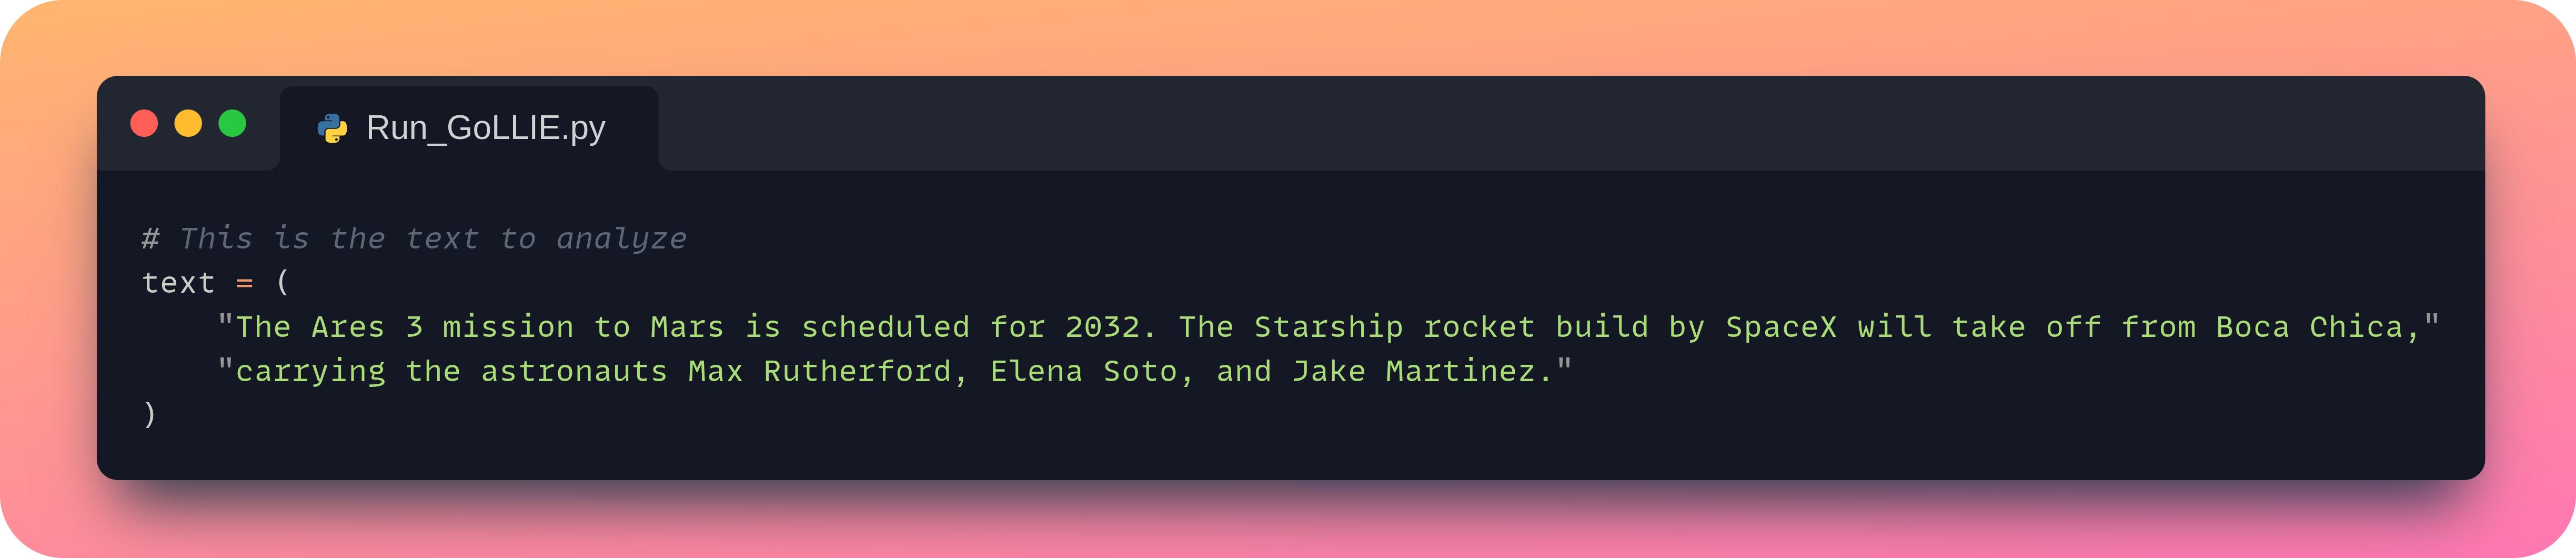 Run_GoLLIE.py
# This is the text to analyze
text = (
    "The Ares 3 mission to Mars is scheduled for 2032. The Starship rocket build by SpaceX will take off from Boca Chica,"
    "carrying the astronauts Max Rutherford, Elena Soto, and Jake Martinez."
)